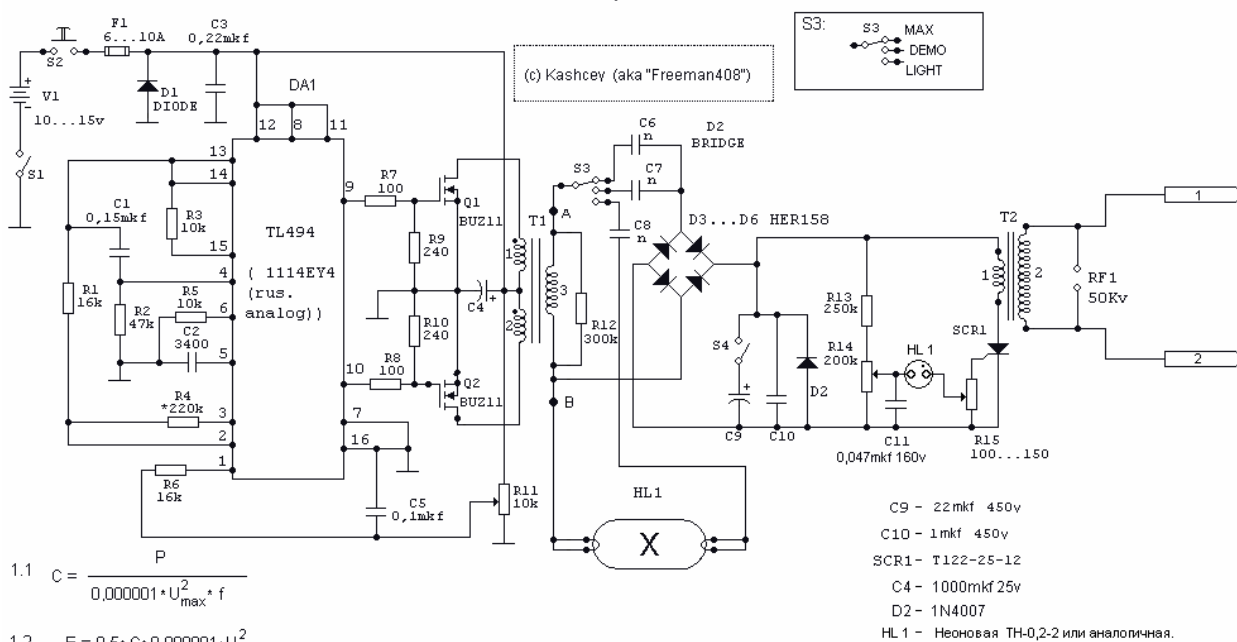 F1
6...10A
C3
0,22mkf
S2
D1
DIODE
V1
10...15v
S1
DA1
12
8
11
(c) Kashcey (aka "Freeman408")
S3:
S3
MAX
DEMO
LIGHT
13
14
15
4
6
5
3
2
1
9
10
7
16
TL494
( 1114EY4
(rus.
analog))
C1
0,15mkf
R3
10k
R1
16k
R2
47k
R5
10k
C2
3400
R4
*220k
R6
16k
R7
100
R8
100
R9
240
R10
240
Q1
BUZ11
Q2
BUZ11
C4
+
T1
1
2
3
R12
300k
R11
10k
C5
0,1mkf
S3
A
B
C6
n
C7
n
C8
n
D2
BRIDGE
D3...D6 HER158
S4
C9
C10
D2
R13
250k
R14
200k
HL 1
C11
0,047mkf 160v
SCR1
R15
100...150
T2
1
2
RF1
50Kv
1
2
HL1
X
C9 - 22mkf 450v
C10 - 1mkf 450v
SCR1- T122-25-12
C4 - 1000mkf 25v
D2 - 1N4007
HL 1 - Неоновая ТН-0,2-2 или аналогичная.
1.1 C = P / 0,000001 * U²max * f